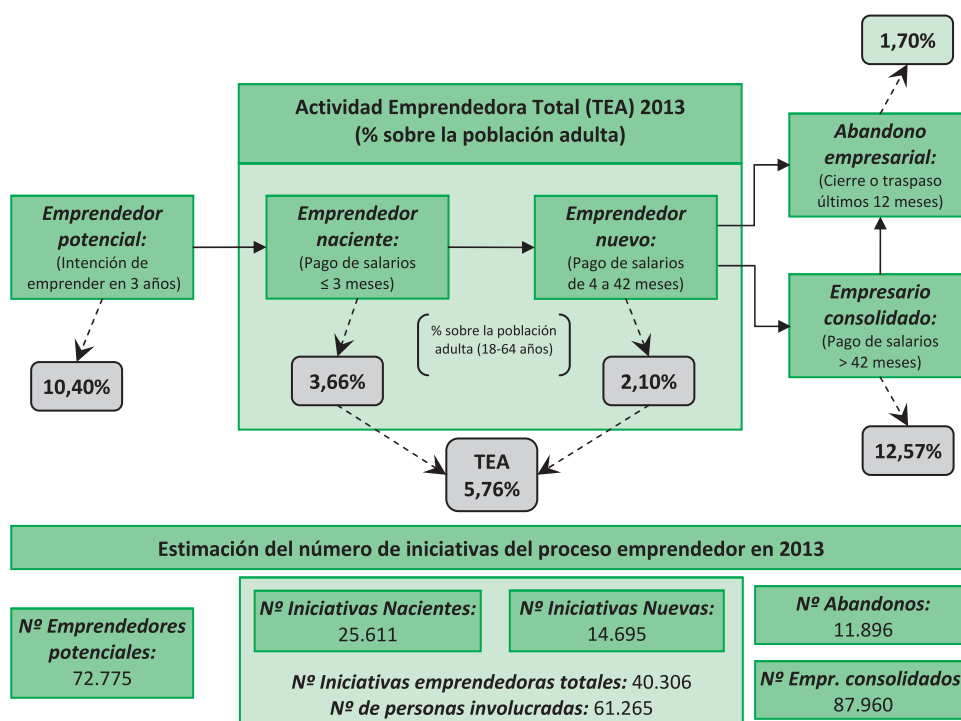 1,70%
Actividad Emprendedora Total (TEA) 2013
(% sobre la población adulta)
Abandono
empresarial:
(Cierre o traspaso
últimos 12 meses)
Emprendedor
potencial:
(Intención de
emprender en 3 años)
Emprendedor
naciente:
(Pago de salarios
≤ 3 meses)
Emprendedor
nuevo:
(Pago de salarios
de 4 a 42 meses)
Empresario
consolidado:
(Pago de salarios
> 42 meses)
% sobre la población
adulta (18-64 años)
10,40%
3,66%
2,10%
12,57%
TEA
5,76%
Estimación del número de iniciativas del proceso emprendedor en 2013
Nº Emprendedores
potenciales:
72.775
Nº Iniciativas Nacientes:
25.611
Nº Iniciativas Nuevas:
14.695
Nº Iniciativas emprendedoras totales: 40.306
Nº de personas involucradas: 61.265
Nº Abandonos:
11.896
Nº Empr. consolidados
87.960